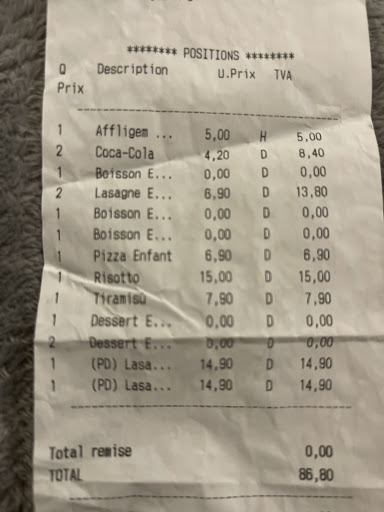 ******** POSITIONS ********
Q Description U.Prix TVA
Prix
1 Affligem ... 5,00 H 5,00
2 Coca-Cola 4,20 D 8,40
1 Boisson E... 0,00 D 0,00
2 Lasagne E... 6,90 D 13,80
1 Boisson E... 0,00 D 0,00
1 Boisson E... 0,00 D 0,00
1 Pizza Enfant 6,90 D 6,90
1 Risotto 15,00 D 15,00
1 Tiramisù 7,90 D 7,90
1 Dessert E... 0,00 D 0,00
2 Dessert E... 0,00 D 0,00
1 (PD) Lasa... 14,90 D 14,90
1 (PD) Lasa... 14,90 D 14,90
Total remise 0,00
TOTAL 86,80